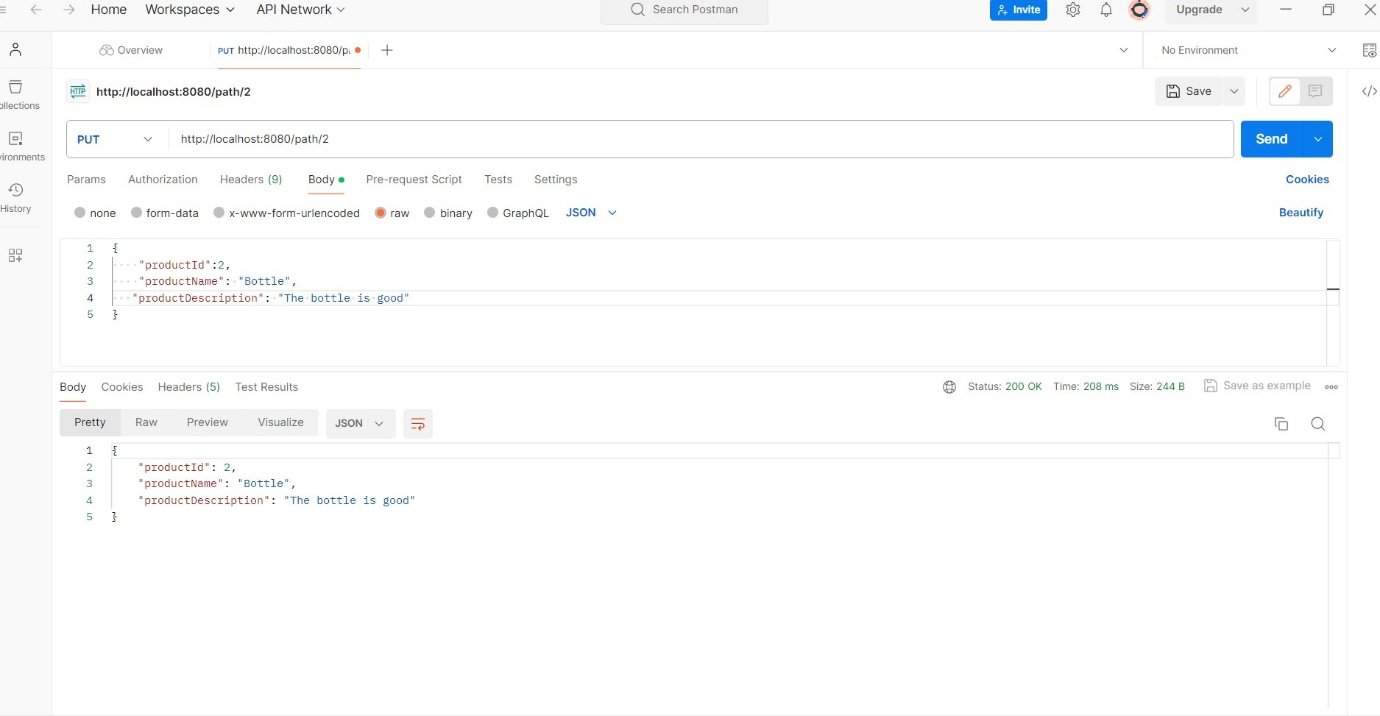 Home Workspaces API Network Search Postman Invite Upgrade
Overview PUT http://localhost:8080/p. No Environment
HTTP http://localhost:8080/path/2 Save </>
ollections
PUT http://localhost:8080/path/2 Send
vironments
Params Authorization Headers (9) Body Pre-request Script Tests Settings Cookies
History
none form-data x-www-form-urlencoded raw binary GraphQL JSON Beautify
1 {
2 "productId":2,
3 "productName": "Bottle",
4 "productDescription": "The bottle is good"
5 }
Body Cookies Headers (5) Test Results Status: 200 OK Time: 208 ms Size: 244 B Save as example
Pretty Raw Preview Visualize JSON
1 {
2 "productId": 2,
3 "productName": "Bottle",
4 "productDescription": "The bottle is good"
5 }